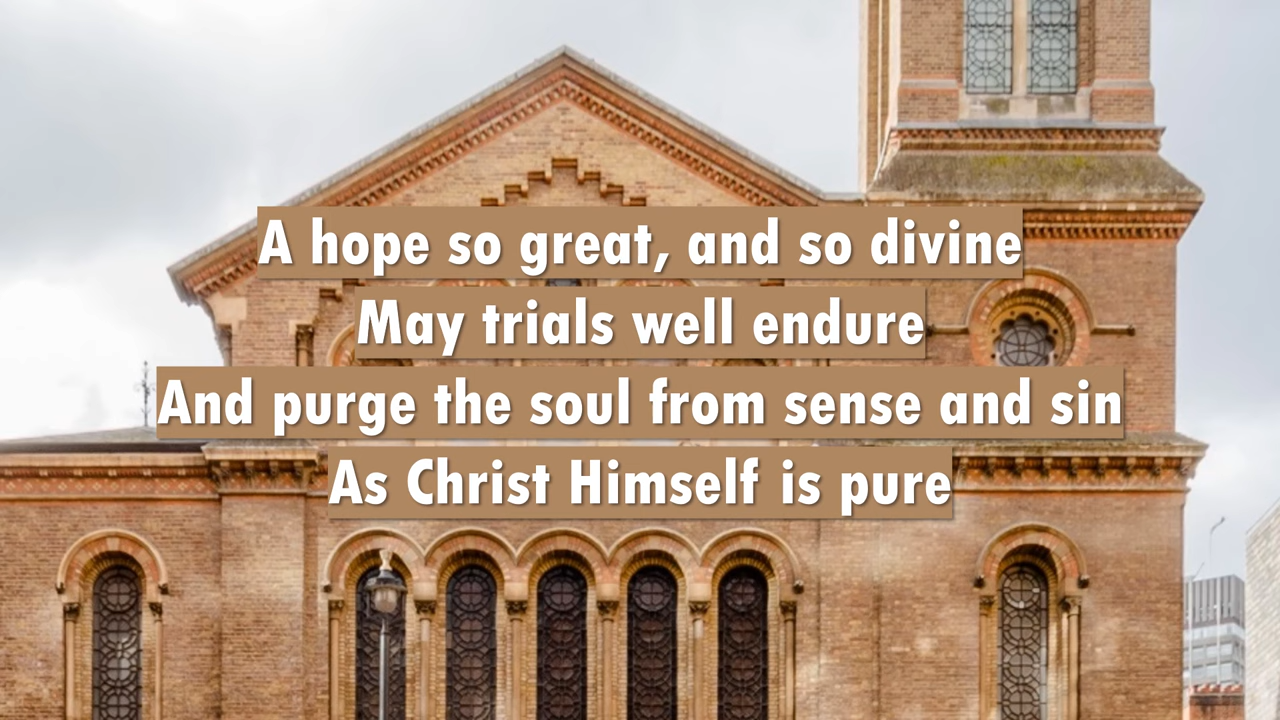 A hope so great, and so divine
May trials well endure
And purge the soul from sense and sin
As Christ Himself is pure